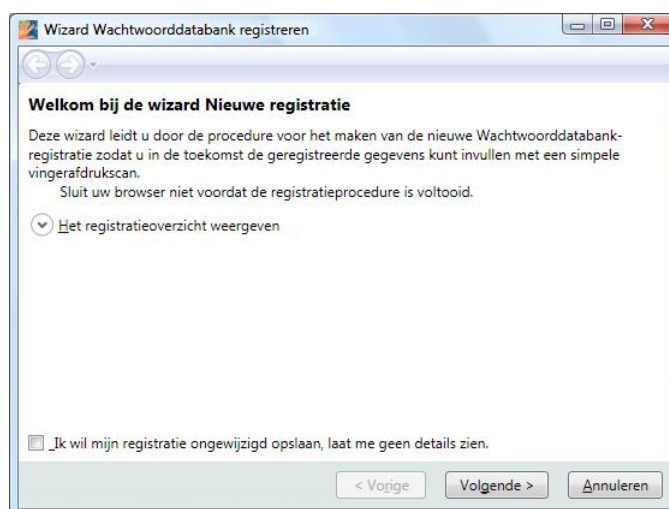 Wizard Wachtwoorddatabank registreren
Welkom bij de wizard Nieuwe registratie
Deze wizard leidt u door de procedure voor het maken van de nieuwe Wachtwoorddatabank-
registratie zodat u in de toekomst de geregistreerde gegevens kunt invullen met een simpele
vingerafdrukscan.
Sluit uw browser niet voordat de registratieprocedure is voltooid.
Het registratieoverzicht weergeven
_Ik wil mijn registratie ongewijzigd opslaan, laat me geen details zien.
< Vorige Volgende > Annuleren